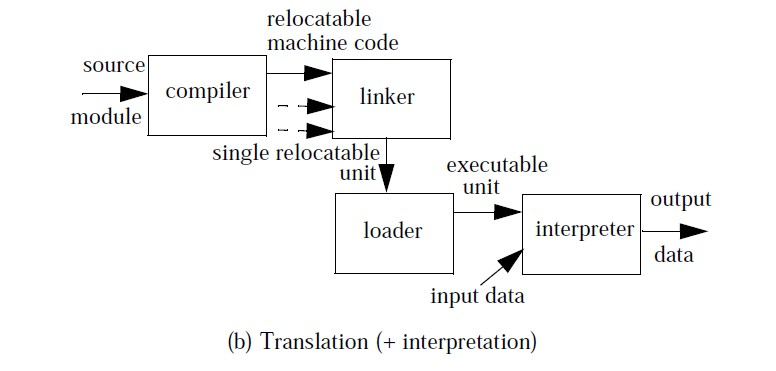 relocatable
machine code
source
module
compiler
linker
single relocatable
unit
executable
unit
loader
interpreter
output
data
input data
(b) Translation (+ interpretation)